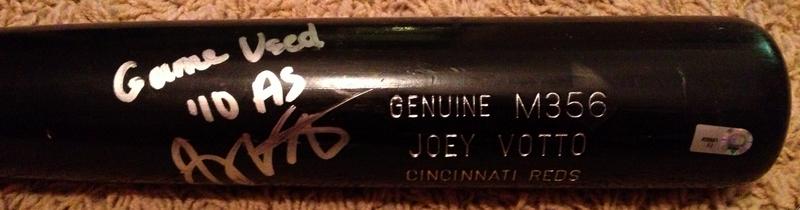 Game Used
'10 AS
GENUINE M356
JOEY VOTTO
CINCINNATI REDS